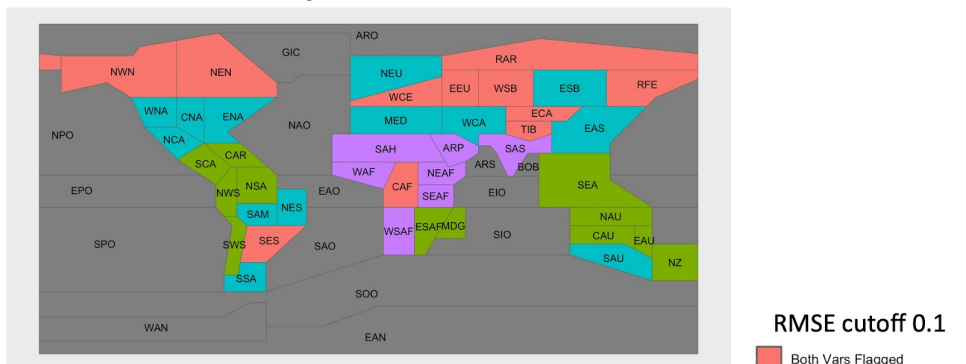 ARO
GIC
NWN
NEN
RAR
NEU
WCE
EEU
WSB
ESB
RFE
WNA
CNA
ENA
MED
WCA
ECA
TIB
EAS
NPO
NCA
NAO
SAH
ARP
SAS
SCA
CAR
WAF
NEAF
ARS
BOB
EPO
NWS
NSA
EAO
CAF
SEAF
EIO
SEA
SAM
NES
NAU
SPO
SWS
SES
SAO
WSAF
ESAF
MDG
SIO
CAU
EAU
SAU
NZ
SSA
SOO
WAN
EAN
RMSE cutoff 0.1
Both Vars Flagged